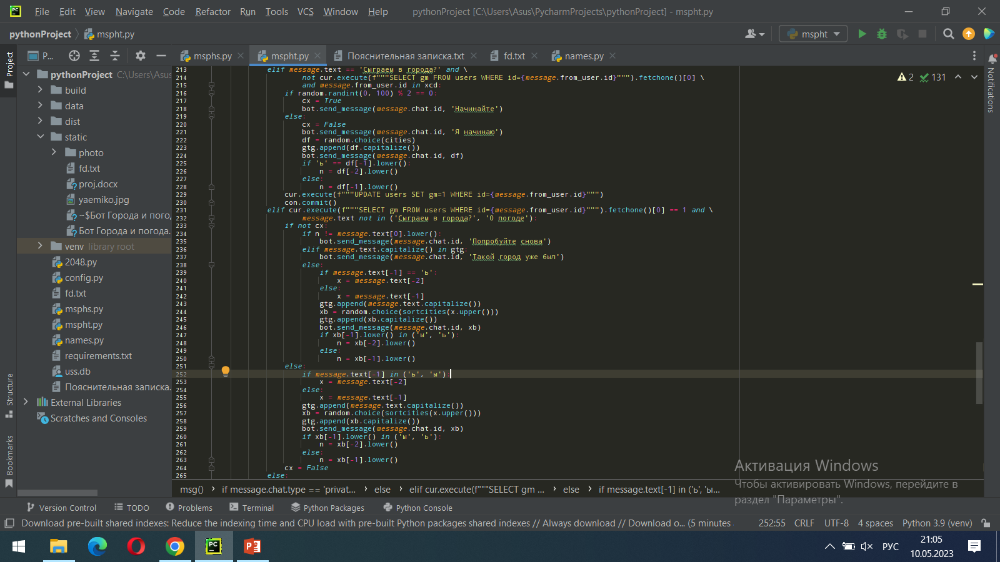 File Edit View Navigate Code Refactor Run Tools VCS Window Help pythonProject [C:\Users\Asus\PycharmProjects\pythonProject] - mspht.py
pythonProject mspht.py mspht
Project P... msphs.py mspht.py Пояснительная записка.txt fd.txt names.py
pythonProject C:\Users\Asus
build
data
dist
static
photo
fd.txt
proj.docx
yaemiko.jpg
~$Бот Города и пого,
Бот Города и погода.
venv library root
2048.py
config.py
fd.txt
msphs.py
mspht.py
names.py
requirements.txt
uss.db
Пояснительная записка.
External Libraries
Scratches and Consoles
Structure
Bookmarks
Notifications
2 131
213 elif message.text == 'Сыграем в города?' and \
214 not cur.execute(f"""SELECT gm FROM users WHERE id={message.from_user.id}""").fetchone()[0] \
215 and message.from_user.id in xcd:
216 if random.randint(0, 100) % 2 == 0:
217 cx = True
218 bot.send_message(message.chat.id, 'Начинайте')
219 else:
220 cx = False
221 bot.send_message(message.chat.id, 'Я начинаю')
222 df = random.choice(cities)
223 gtg.append(df.capitalize())
224 bot.send_message(message.chat.id, df)
225 if 'ь' == df[-1].lower():
226 n = df[-2].lower()
227 else:
228 n = df[-1].lower()
229 cur.execute(f"""UPDATE users SET gm=1 WHERE id={message.from_user.id}""")
230 con.commit()
231 elif cur.execute(f"""SELECT gm FROM users WHERE id={message.from_user.id}""").fetchone()[0] == 1 and \
232 message.text not in ('Сыграем в города?', 'О погоде'):
233 if not cx:
234 if n != message.text[0].lower():
235 bot.send_message(message.chat.id, 'Попробуйте снова')
236 elif message.text.capitalize() in gtg:
237 bot.send_message(message.chat.id, 'Такой город уже был')
238 else:
239 if message.text[-1] == 'ь':
240 x = message.text[-2]
241 else:
242 x = message.text[-1]
243 gtg.append(message.text.capitalize())
244 xb = random.choice(sortcities(x.upper()))
245 gtg.append(xb.capitalize())
246 bot.send_message(message.chat.id, xb)
247 if xb[-1].lower() in ('ы', 'ь'):
248 n = xb[-2].lower()
249 else:
250 n = xb[-1].lower()
251 else:
252 if message.text[-1] in ('ь', 'ы'):
253 x = message.text[-2]
254 else:
255 x = message.text[-1]
256 gtg.append(message.text.capitalize())
257 xb = random.choice(sortcities(x.upper()))
258 gtg.append(xb.capitalize())
259 bot.send_message(message.chat.id, xb)
260 if xb[-1].lower() in ('ы', 'ь'):
261 n = xb[-2].lower()
262 else:
263 n = xb[-1].lower()
264 cx = False
265 else:
Активация Windows
Чтобы активировать Windows, перейдите в
раздел "Параметры".
msg() if message.chat.type == 'privat... else elif cur.execute(f"""SELECT gm ... else if message.text[-1] in ('ь', 'ы...
Version Control TODO Problems Terminal Python Packages Python Console
Download pre-built shared indexes: Reduce the indexing time and CPU load with pre-built Python packages shared indexes // Always download // Download o... (5 minutes 252:55 CRLF UTF-8 4 spaces Python 3.9 (venv)
РУС 21:05
10.05.2023